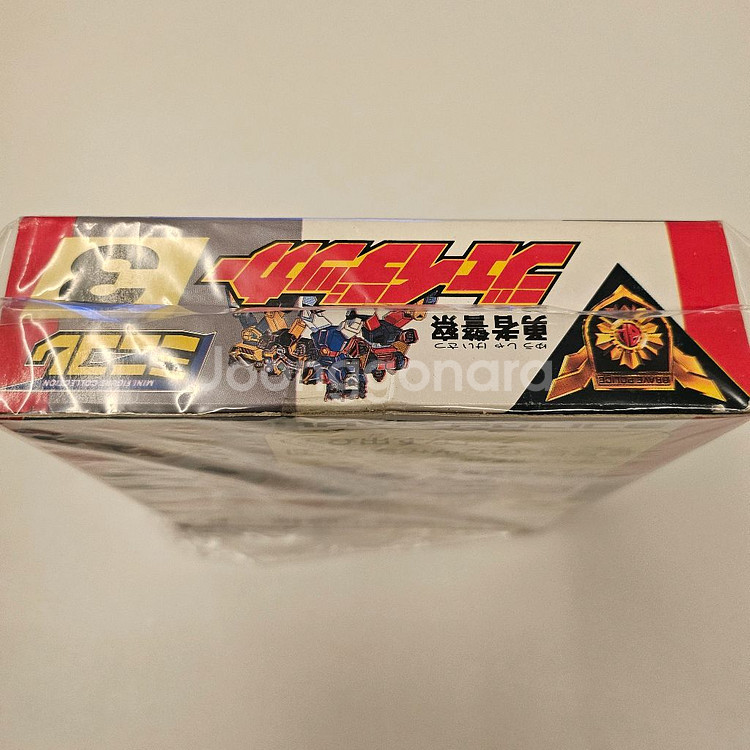 ゆうしゃけいさつ
勇者警察
ジェイデッカー
BRAVE POLICE
MINI FIGURE COLLECTION
Joonggonara